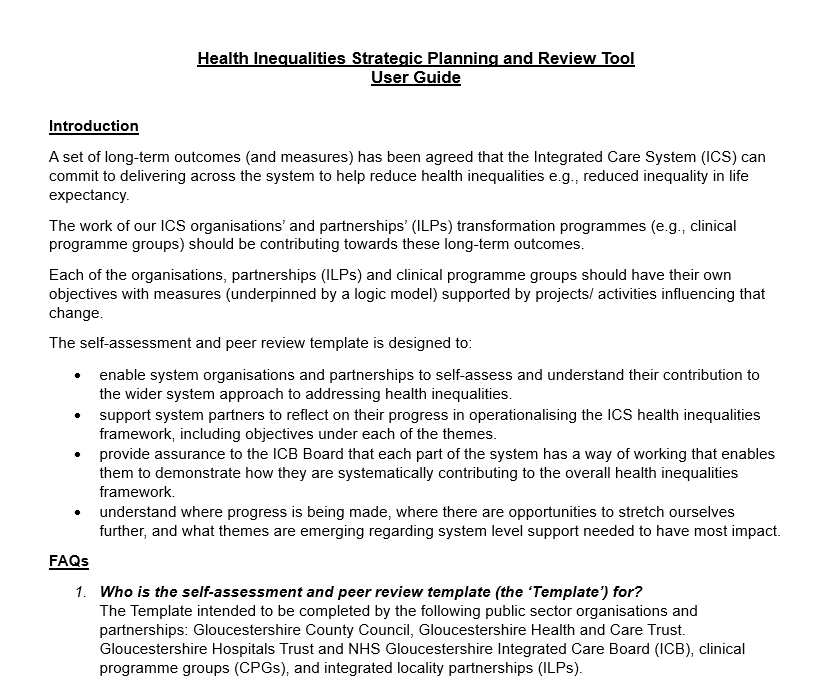 Health Inequalities Strategic Planning and Review Tool
User Guide
Introduction
A set of long-term outcomes (and measures) has been agreed that the Integrated Care System (ICS) can
commit to delivering across the system to help reduce health inequalities e.g., reduced inequality in life
expectancy.
The work of our ICS organisations’ and partnerships’ (ILPs) transformation programmes (e.g., clinical
programme groups) should be contributing towards these long-term outcomes.
Each of the organisations, partnerships (ILPs) and clinical programme groups should have their own
objectives with measures (underpinned by a logic model) supported by projects/ activities influencing that
change.
The self-assessment and peer review template is designed to:
• enable system organisations and partnerships to self-assess and understand their contribution to
the wider system approach to addressing health inequalities.
• support system partners to reflect on their progress in operationalising the ICS health inequalities
framework, including objectives under each of the themes.
• provide assurance to the ICB Board that each part of the system has a way of working that enables
them to demonstrate how they are systematically contributing to the overall health inequalities
framework.
• understand where progress is being made, where there are opportunities to stretch ourselves
further, and what themes are emerging regarding system level support needed to have most impact.
FAQs
1. Who is the self-assessment and peer review template (the ‘Template’) for?
The Template intended to be completed by the following public sector organisations and
partnerships: Gloucestershire County Council, Gloucestershire Health and Care Trust.
Gloucestershire Hospitals Trust and NHS Gloucestershire Integrated Care Board (ICB), clinical
programme groups (CPGs), and integrated locality partnerships (ILPs).